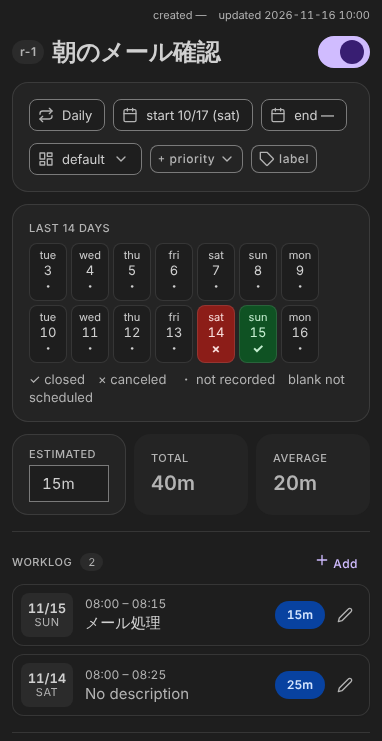 created — updated 2026-11-16 10:00
r-1 朝のメール確認
Daily start 10/17 (sat) end —
default + priority label
LAST 14 DAYS
tue wed thu fri sat sun mon
3 4 5 6 7 8 9
• • • • • • •
tue wed thu fri sat sun mon
10 11 12 13 14 15 16
• • • • × ✓ •
✓ closed × canceled · not recorded blank not
scheduled
ESTIMATED TOTAL AVERAGE
15m 40m 20m
WORKLOG 2 + Add
11/15 08:00 – 08:15
SUN メール処理 15m
11/14 08:00 – 08:25
SAT No description 25m